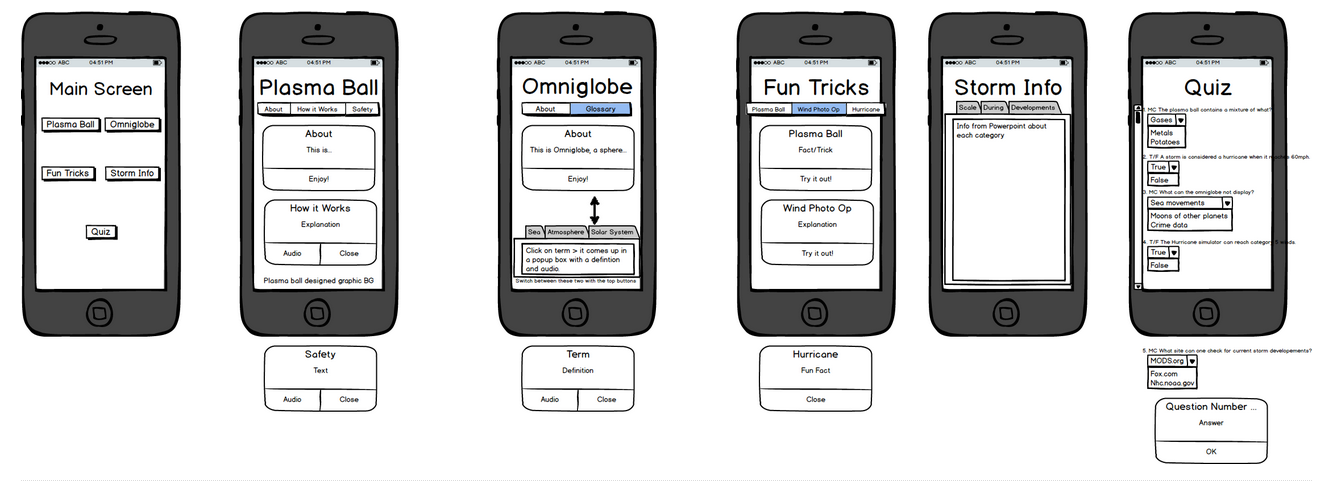 ●●●○○ ABC 04:51 PM
Main Screen
Plasma Ball Omniglobe
Fun Tricks Storm Info
Quiz
●●●○○ ABC 04:51 PM
Plasma Ball
About How it Works Safety
About
This is...
Enjoy!
How it Works
Explanation
Audio Close
Plasma ball designed graphic BG
Safety
Text
Audio Close
●●●○○ ABC 04:51 PM
Omniglobe
About Glossary
About
This is Omniglobe, a sphere...
Enjoy!
Sea Atmosphere Solar System
Click on term > it comes up in
a popup box with a defintion
and audio.
Switch between these two with the top buttons
Term
Definition
Audio Close
●●●○○ ABC 04:51 PM
Fun Tricks
Plasma Ball Wind Photo Op Hurricane
Plasma Ball
Fact/Trick
Try it out!
Wind Photo Op
Explanation
Try it out!
Hurricane
Fun Fact
Close
●●●○○ ABC 04:51 PM
Storm Info
Scale During Developments
Info from Powerpoint about
each category
●●●○○ ABC 04:51 PM
Quiz
1. MC The plasma ball contains a mixture of what?
Gases
Metals
Potatoes
2. T/F A storm is considered a hurricane when it reaches 60mph.
True
False
3. MC What can the omniglobe not display?
Sea movements
Moons of other planets
Crime data
4. T/F The Hurricane simulator can reach category 5 winds.
True
False
5. MC What site can one check for current storm developements?
MODS.org
Fox.com
Nhc.noaa.gov
Question Number ...
Answer
OK